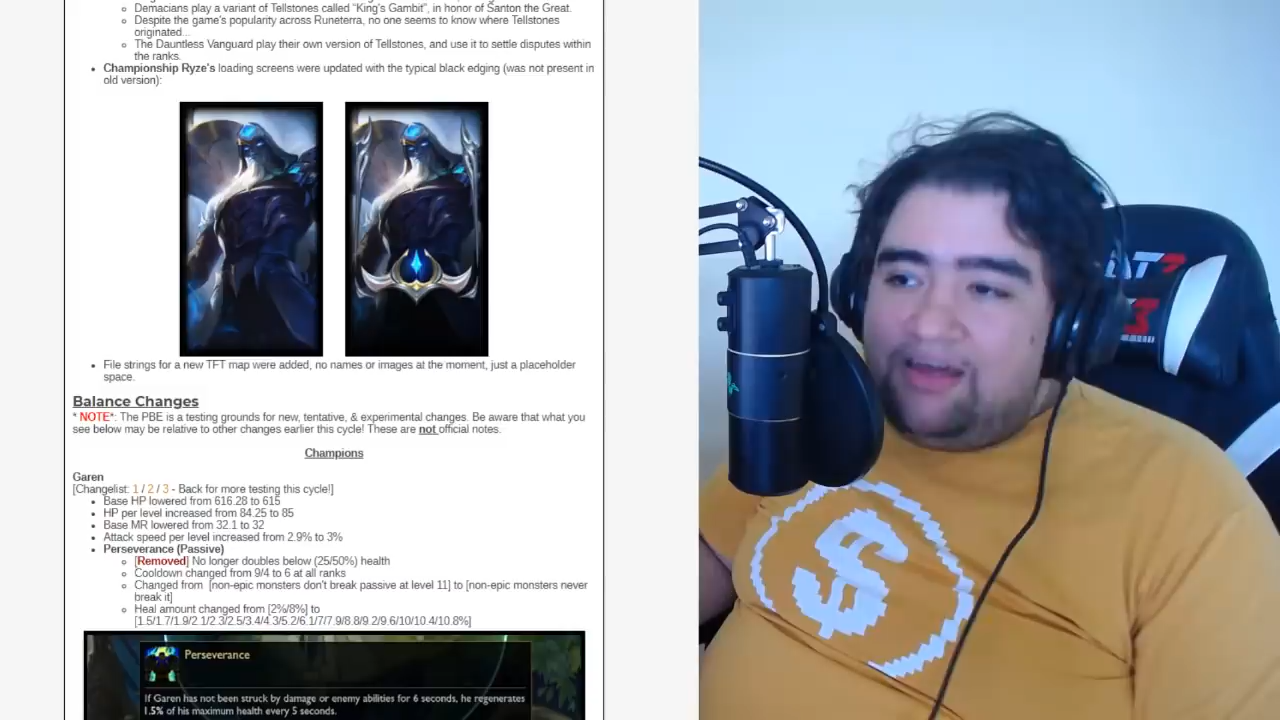 Demacians play a variant of Tellstones called “King's Gambit”, in honor of Santon the Great.
Despite the game's popularity across Runeterra, no one seems to know where Tellstones
originated...
The Dauntless Vanguard play their own version of Tellstones, and use it to settle disputes within
the ranks.
Championship Ryze's loading screens were updated with the typical black edging (was not present in
old version):
File strings for a new TFT map were added, no names or images at the moment, just a placeholder
space.
Balance Changes
* NOTE*: The PBE is a testing grounds for new, tentative, & experimental changes. Be aware that what you
see below may be relative to other changes earlier this cycle! These are not official notes.
Champions
Garen
[Changelist: 1 / 2 / 3 - Back for more testing this cycle!]
Base HP lowered from 616.28 to 615
HP per level increased from 84.25 to 85
Base MR lowered from 32.1 to 32
Attack speed per level increased from 2.9% to 3%
Perseverance (Passive)
[Removed] No longer doubles below (25/50%) health
Cooldown changed from 9/4 to 6 at all ranks
Changed from [non-epic monsters don't break passive at level 11] to [non-epic monsters never
break it]
Heal amount changed from [2%/8%] to
[1.5/1.7/1.9/2.1/2.3/2.5/3.4/4.3/5.2/6.1/7/7.9/8.8/9.2/9.6/10/10.4/10.8%]
Perseverance
If Garen has not been struck by damage or enemy abilities for 6 seconds, he regenerates
1.5% of his maximum health every 5 seconds.
$